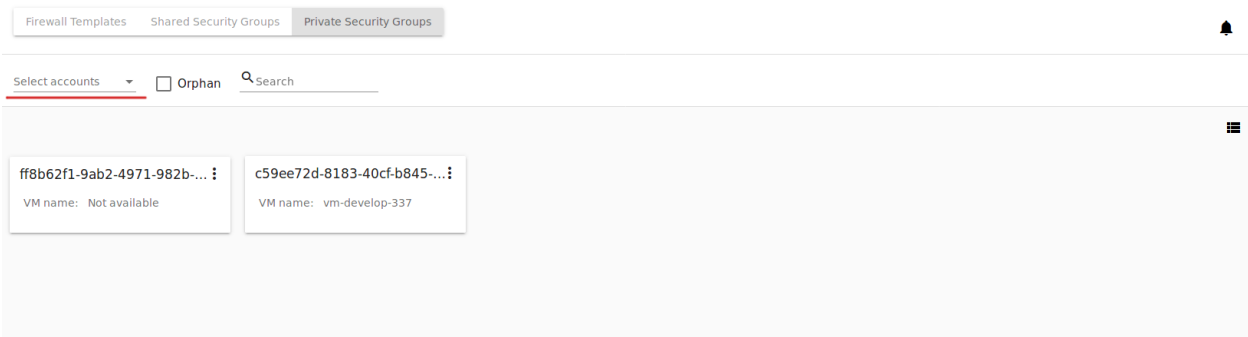 Firewall Templates Shared Security Groups Private Security Groups
Select accounts Orphan Search
ff8b62f1-9ab2-4971-982b-... c59ee72d-8183-40cf-b845-...
VM name: Not available VM name: vm-develop-337